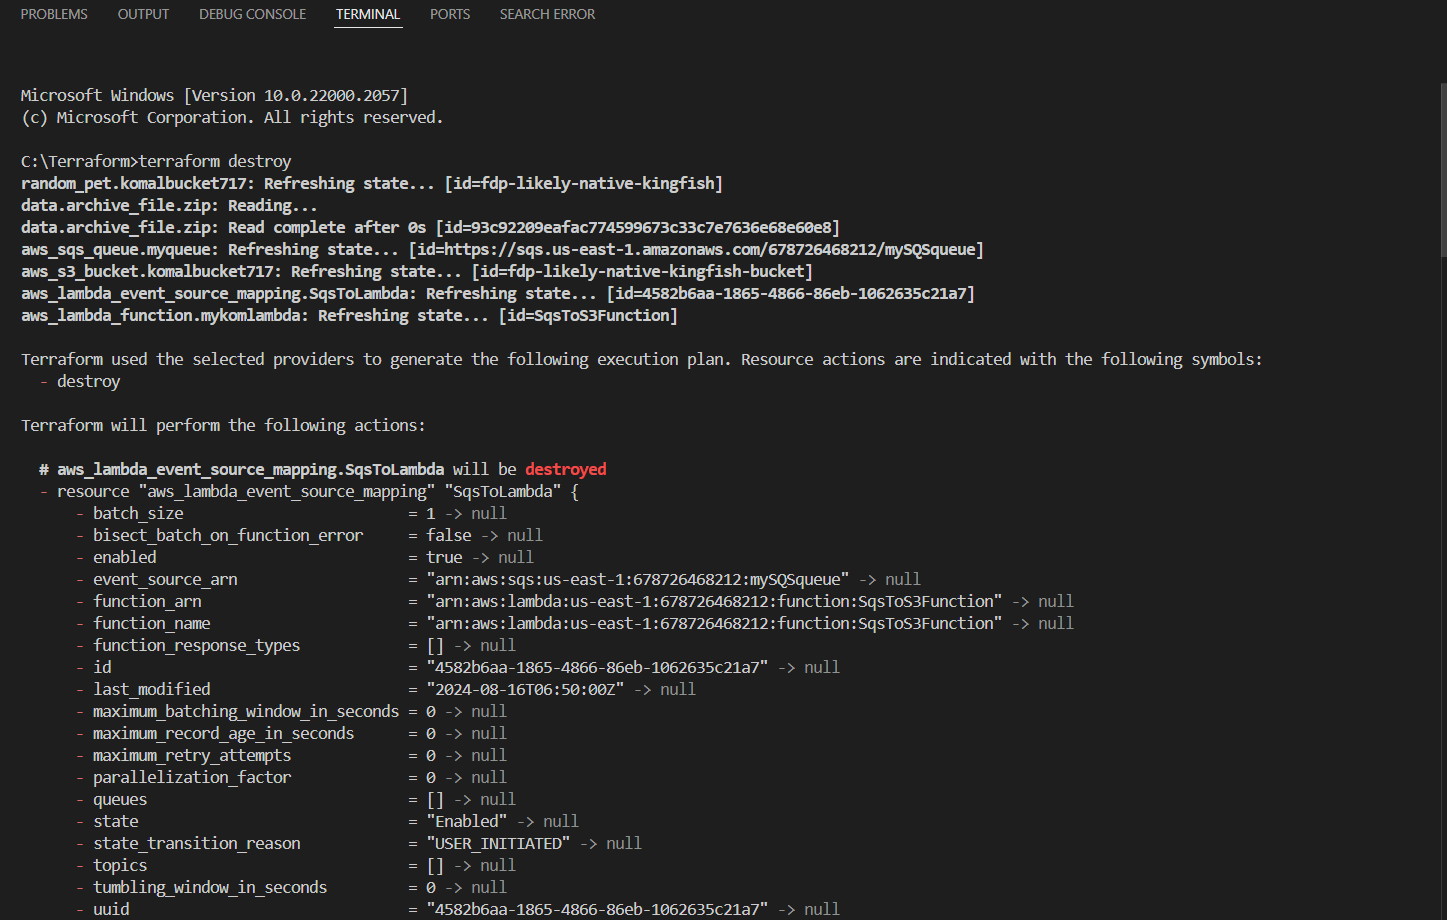 PROBLEMS OUTPUT DEBUG CONSOLE TERMINAL PORTS SEARCH ERROR
Microsoft Windows [Version 10.0.22000.2057]
(c) Microsoft Corporation. All rights reserved.
C:\Terraform>terraform destroy
random_pet.komalbucket717: Refreshing state... [id=fdp-likely-native-kingfish]
data.archive_file.zip: Reading...
data.archive_file.zip: Read complete after 0s [id=93c92209eafac774599673c33c7e7636e68e60e8]
aws_sqs_queue.myqueue: Refreshing state... [id=https://sqs.us-east-1.amazonaws.com/678726468212/mySQSqueue]
aws_s3_bucket.komalbucket717: Refreshing state... [id=fdp-likely-native-kingfish-bucket]
aws_lambda_event_source_mapping.SqsToLambda: Refreshing state... [id=4582b6aa-1865-4866-86eb-1062635c21a7]
aws_lambda_function.mykomlambda: Refreshing state... [id=SqsToS3Function]
Terraform used the selected providers to generate the following execution plan. Resource actions are indicated with the following symbols:
- destroy
Terraform will perform the following actions:
# aws_lambda_event_source_mapping.SqsToLambda will be destroyed
- resource "aws_lambda_event_source_mapping" "SqsToLambda" {
- batch_size = 1 -> null
- bisect_batch_on_function_error = false -> null
- enabled = true -> null
- event_source_arn = "arn:aws:sqs:us-east-1:678726468212:mySQSqueue" -> null
- function_arn = "arn:aws:lambda:us-east-1:678726468212:function:SqsToS3Function" -> null
- function_name = "arn:aws:lambda:us-east-1:678726468212:function:SqsToS3Function" -> null
- function_response_types = [] -> null
- id = "4582b6aa-1865-4866-86eb-1062635c21a7" -> null
- last_modified = "2024-08-16T06:50:00Z" -> null
- maximum_batching_window_in_seconds = 0 -> null
- maximum_record_age_in_seconds = 0 -> null
- maximum_retry_attempts = 0 -> null
- parallelization_factor = 0 -> null
- queues = [] -> null
- state = "Enabled" -> null
- state_transition_reason = "USER_INITIATED" -> null
- topics = [] -> null
- tumbling_window_in_seconds = 0 -> null
- uuid = "4582b6aa-1865-4866-86eb-1062635c21a7" -> null